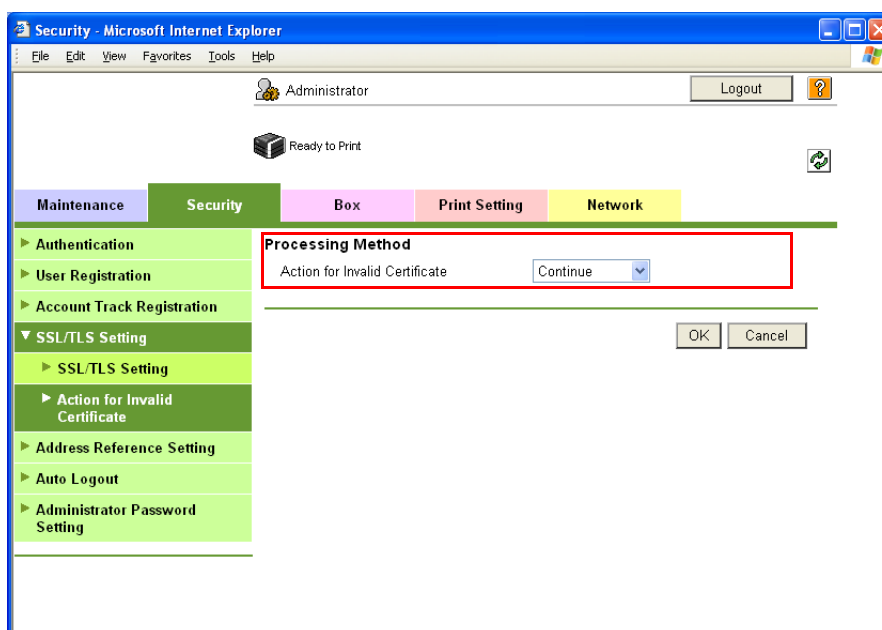 Security - Microsoft Internet Explorer
File Edit View Favorites Tools Help
Administrator
Logout
?
Ready to Print
Maintenance Security Box Print Setting Network
Authentication
User Registration
Account Track Registration
SSL/TLS Setting
SSL/TLS Setting
Action for Invalid
Certificate
Address Reference Setting
Auto Logout
Administrator Password
Setting
Processing Method
Action for Invalid Certificate Continue
OK Cancel